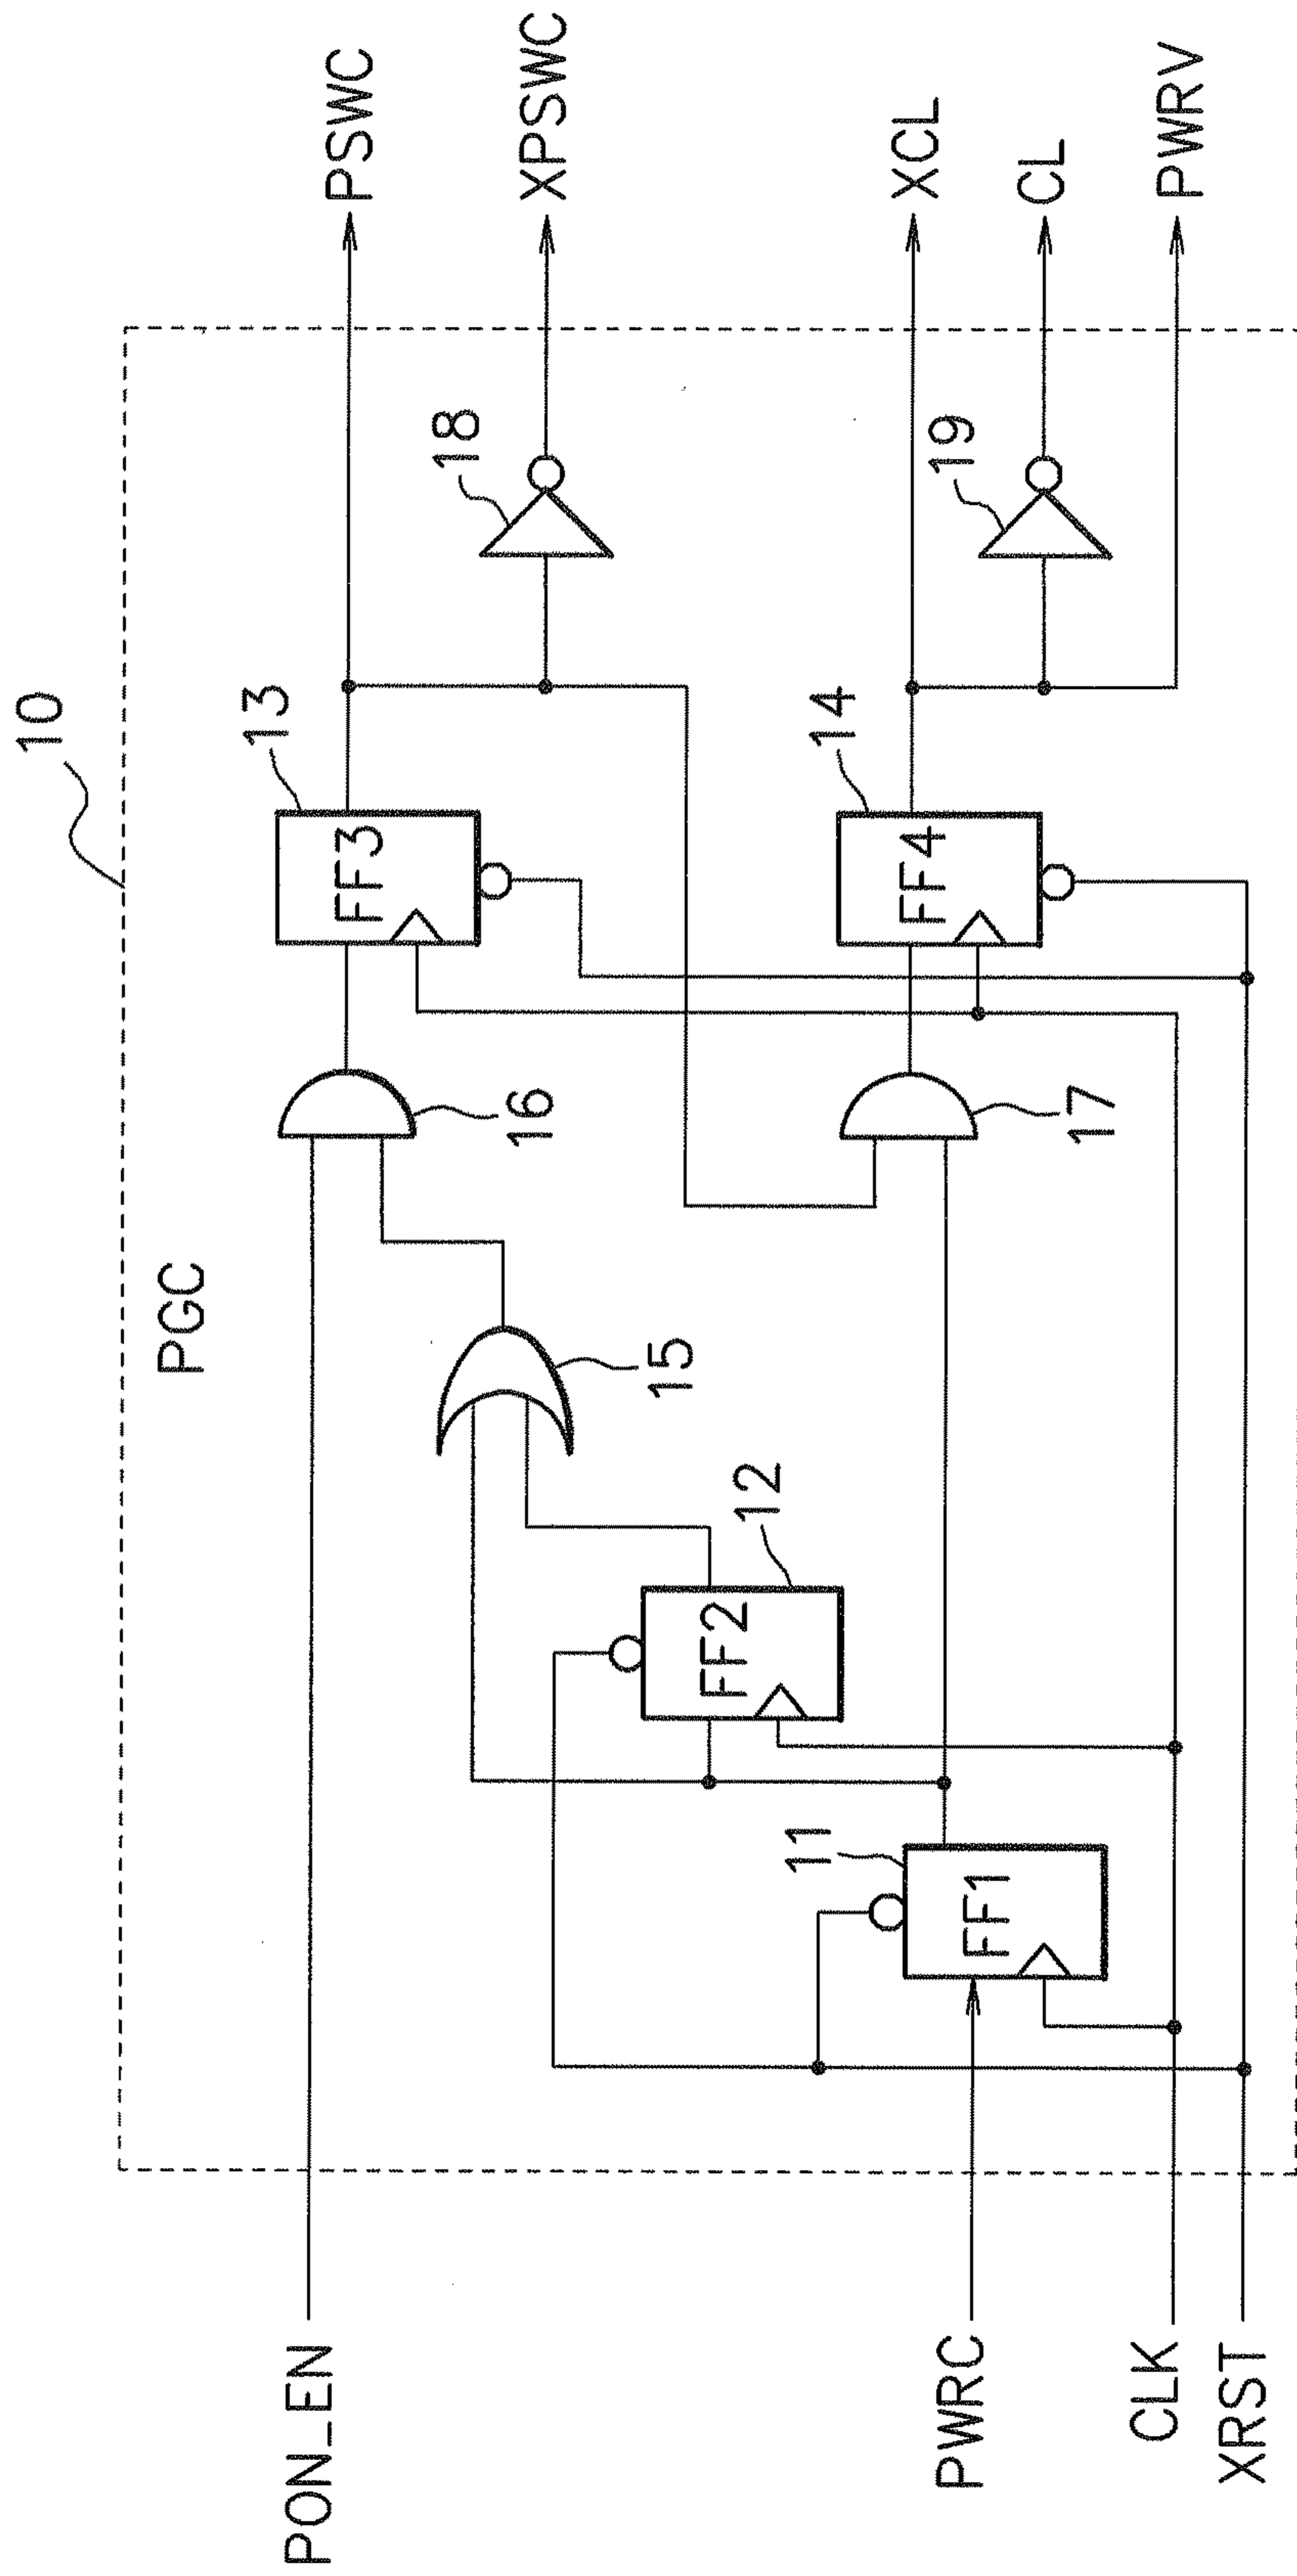 10
PGC
PON_EN
PWRC
CLK
XRST
11
FF1
12
FF2
15
16
17
13
FF3
14
FF4
18
19
PSWC
XPSWC
XCL
CL
PWRV